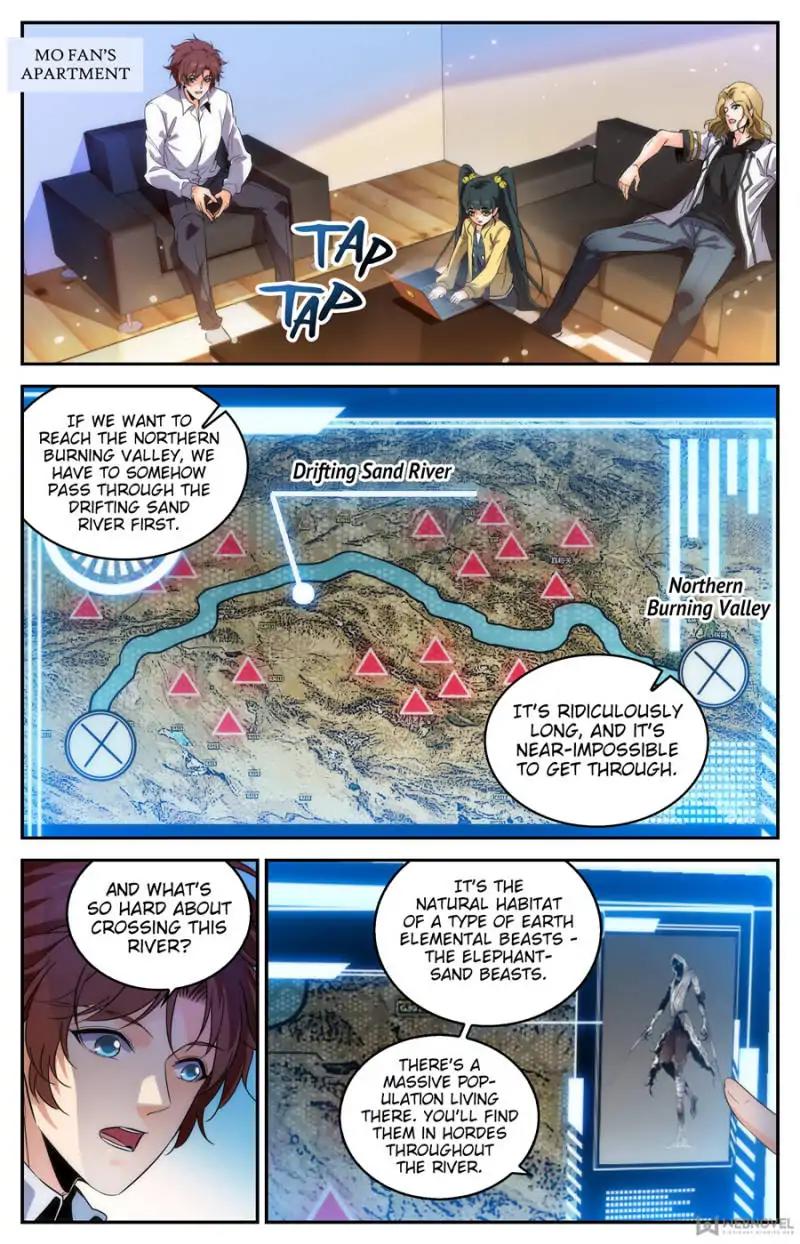 MO FAN'S
APARTMENT
TAP
TAP
IF WE WANT TO
REACH THE NORTHERN
BURNING VALLEY, WE
HAVE TO SOMEHOW
PASS THROUGH THE
DRIFTING SAND
RIVER FIRST.
Drifting Sand River
Northern
Burning Valley
IT'S RIDICULOUSLY
LONG, AND IT'S
NEAR-IMPOSSIBLE
TO GET THROUGH.
AND WHAT'S
SO HARD ABOUT
CROSSING THIS
RIVER?
IT'S THE
NATURAL HABITAT
OF A TYPE OF EARTH
ELEMENTAL BEASTS -
THE ELEPHANT-
SAND BEASTS.
THERE'S A
MASSIVE POP-
ULATION LIVING
THERE. YOU'LL FIND
THEM IN HORDES
THROUGHOUT
THE RIVER.
WEBNOVEL